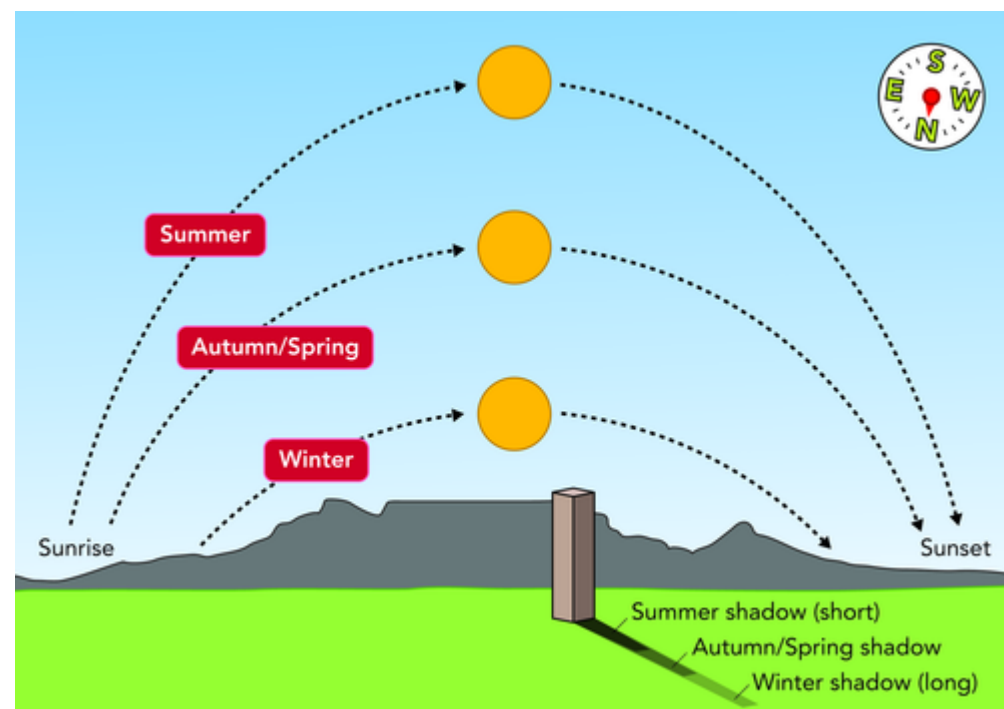 S
E
W
N
Summer
Autumn/Spring
Winter
Sunrise
Sunset
Summer shadow (short)
Autumn/Spring shadow
Winter shadow (long)